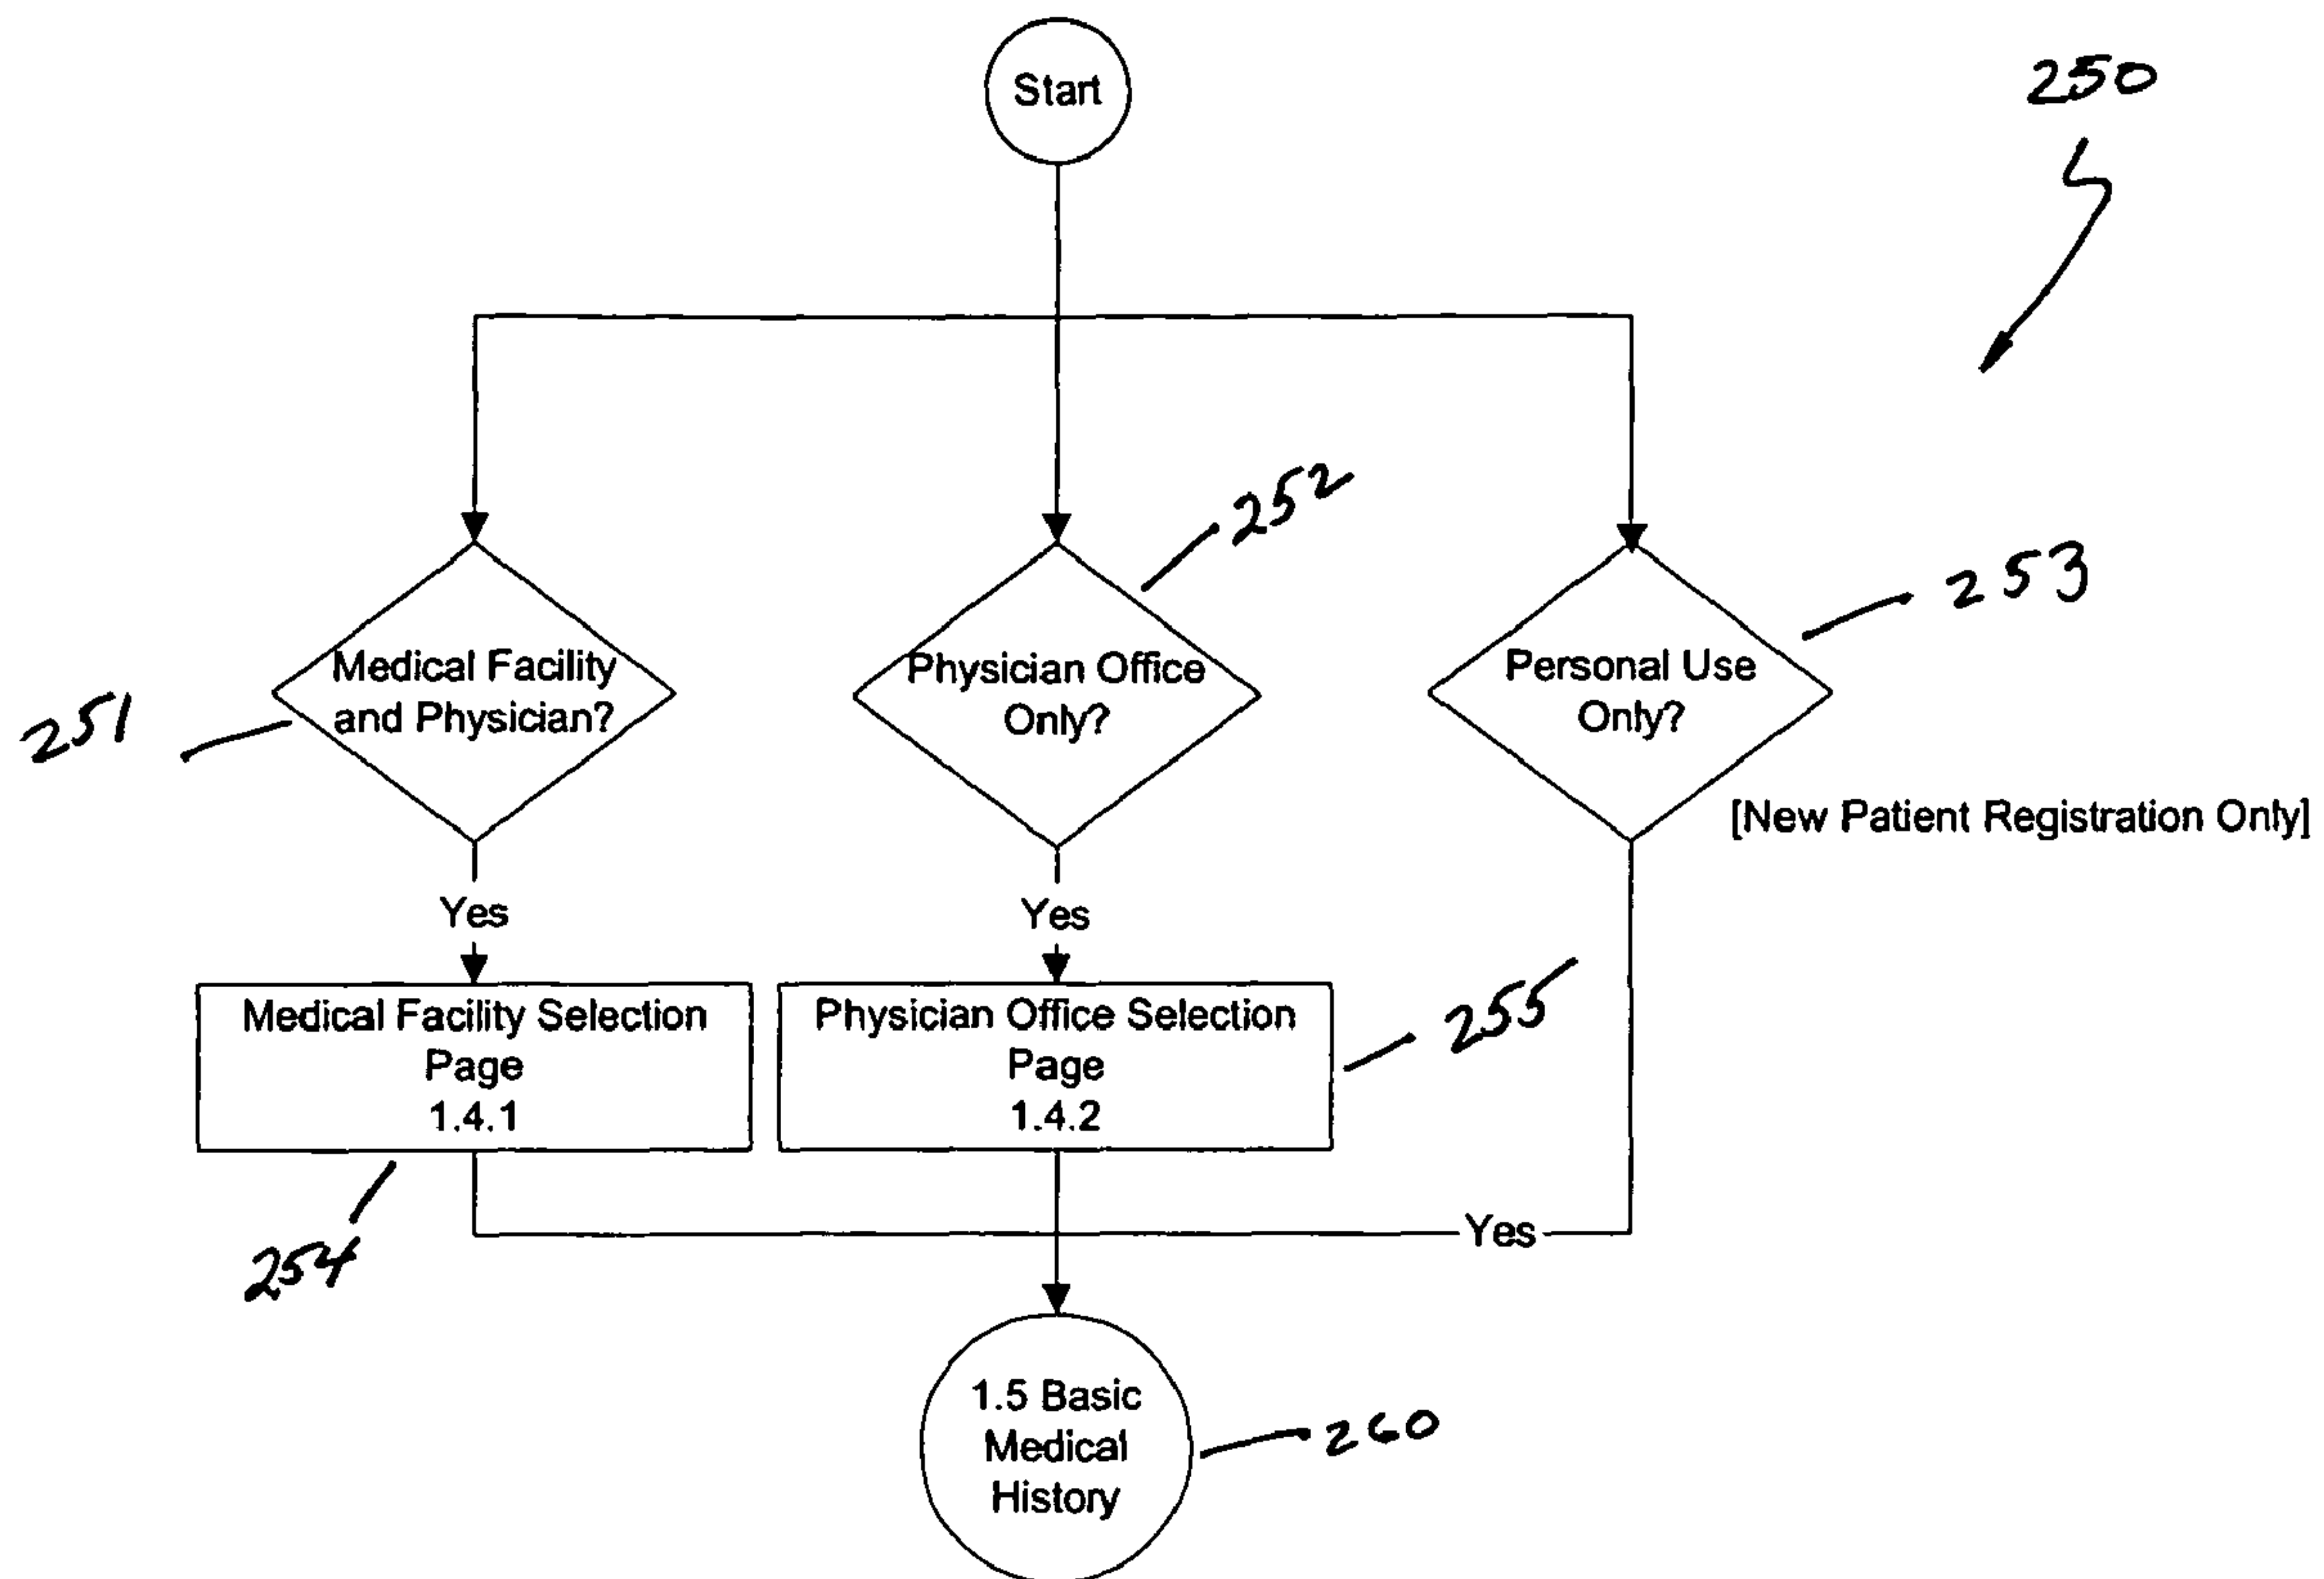 Start
250
252
253
Medical Facility
and Physician?
Physician Office
Only?
Personal Use
Only?
251
[New Patient Registration Only]
Yes
Yes
Medical Facility Selection
Page
1.4.1
Physician Office Selection
Page
1.4.2
255
Yes
254
1.5 Basic
Medical
History
260